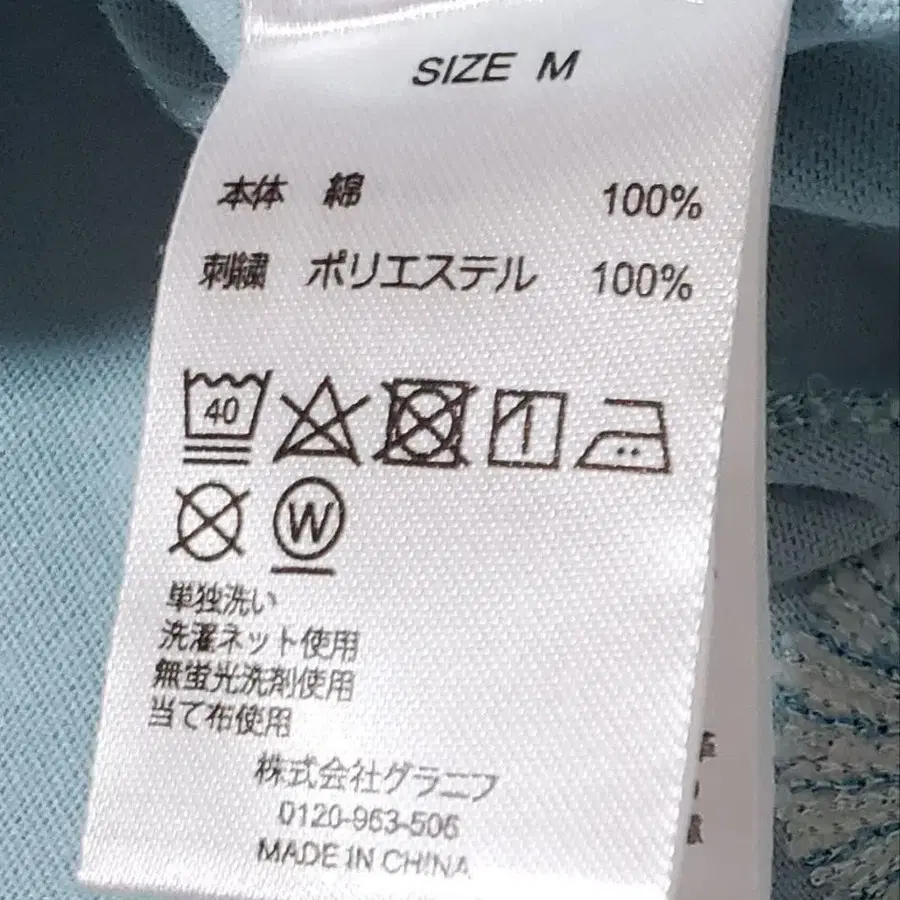 SIZE M
本体 綿 100%
刺繍 ポリエステル 100%
40
W
単独洗い
洗濯ネット使用
無蛍光洗剤使用
当て布使用
株式会社グラニフ
0120-963-506
MADE IN CHINA